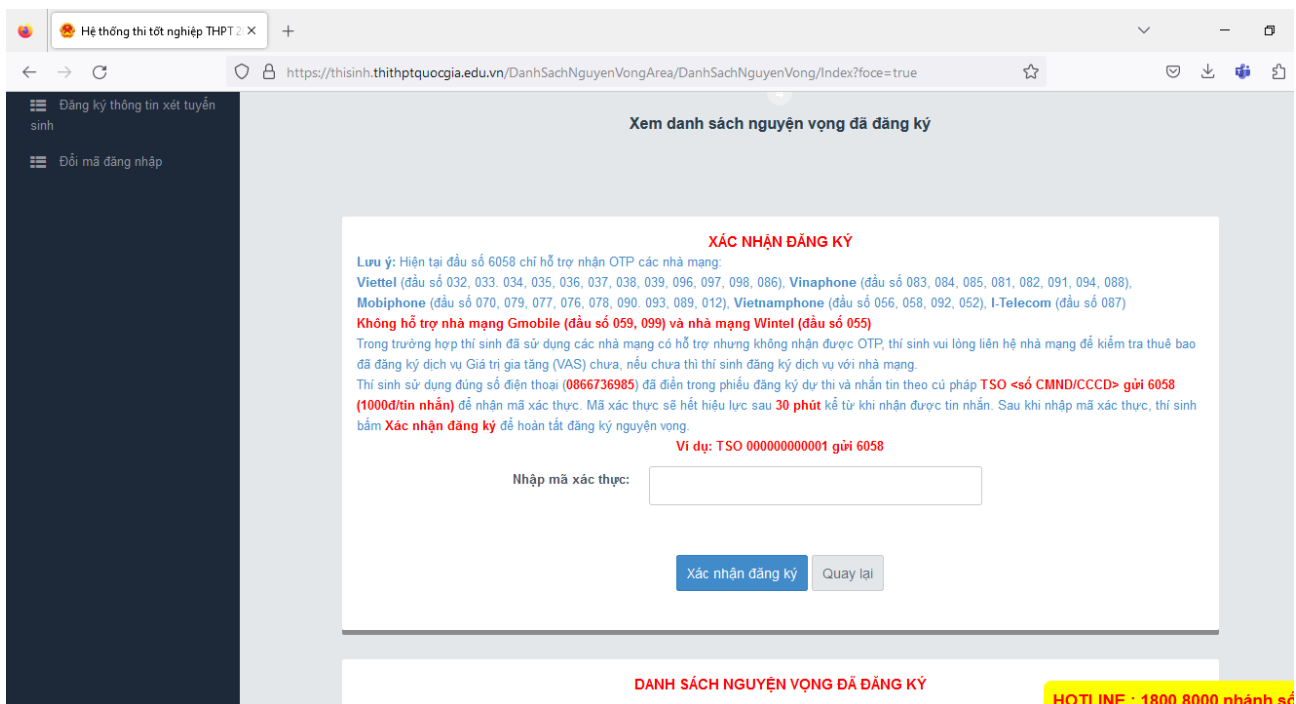 Hệ thống thi tốt nghiệp THPT 2
https://thisinh.thithptquocgia.edu.vn/DanhSachNguyenVongArea/DanhSachNguyenVong/Index?foce=true
Đăng ký thông tin xét tuyển
sinh
Đổi mã đăng nhập
4
Xem danh sách nguyện vọng đã đăng ký
XÁC NHẬN ĐĂNG KÝ
Lưu ý: Hiện tại đầu số 6058 chỉ hỗ trợ nhận OTP các nhà mạng:
Viettel (đầu số 032, 033. 034, 035, 036, 037, 038, 039, 096, 097, 098, 086), Vinaphone (đầu số 083, 084, 085, 081, 082, 091, 094, 088),
Mobiphone (đầu số 070, 079, 077, 076, 078, 090. 093, 089, 012), Vietnamphone (đầu số 056, 058, 092, 052), I-Telecom (đầu số 087)
Không hỗ trợ nhà mạng Gmobile (đầu số 059, 099) và nhà mạng Wintel (đầu số 055)
Trong trường hợp thí sinh đã sử dụng các nhà mạng có hỗ trợ nhưng không nhận được OTP, thí sinh vui lòng liên hệ nhà mạng để kiểm tra thuê bao
đã đăng ký dịch vụ Giá trị gia tăng (VAS) chưa, nếu chưa thì thí sinh đăng ký dịch vụ với nhà mạng.
Thí sinh sử dụng đúng số điện thoại (0866736985) đã điền trong phiếu đăng ký dự thi và nhắn tin theo cú pháp TSO <số CMND/CCCD> gửi 6058
(1000đ/tin nhắn) để nhận mã xác thực. Mã xác thực sẽ hết hiệu lực sau 30 phút kể từ khi nhận được tin nhắn. Sau khi nhập mã xác thực, thí sinh
bấm Xác nhận đăng ký để hoàn tất đăng ký nguyện vọng.
Ví dụ: TSO 000000000001 gửi 6058
Nhập mã xác thực:
Xác nhận đăng ký Quay lại
DANH SÁCH NGUYỆN VỌNG ĐÃ ĐĂNG KÝ
HOTLINE : 1800 8000 nhánh số